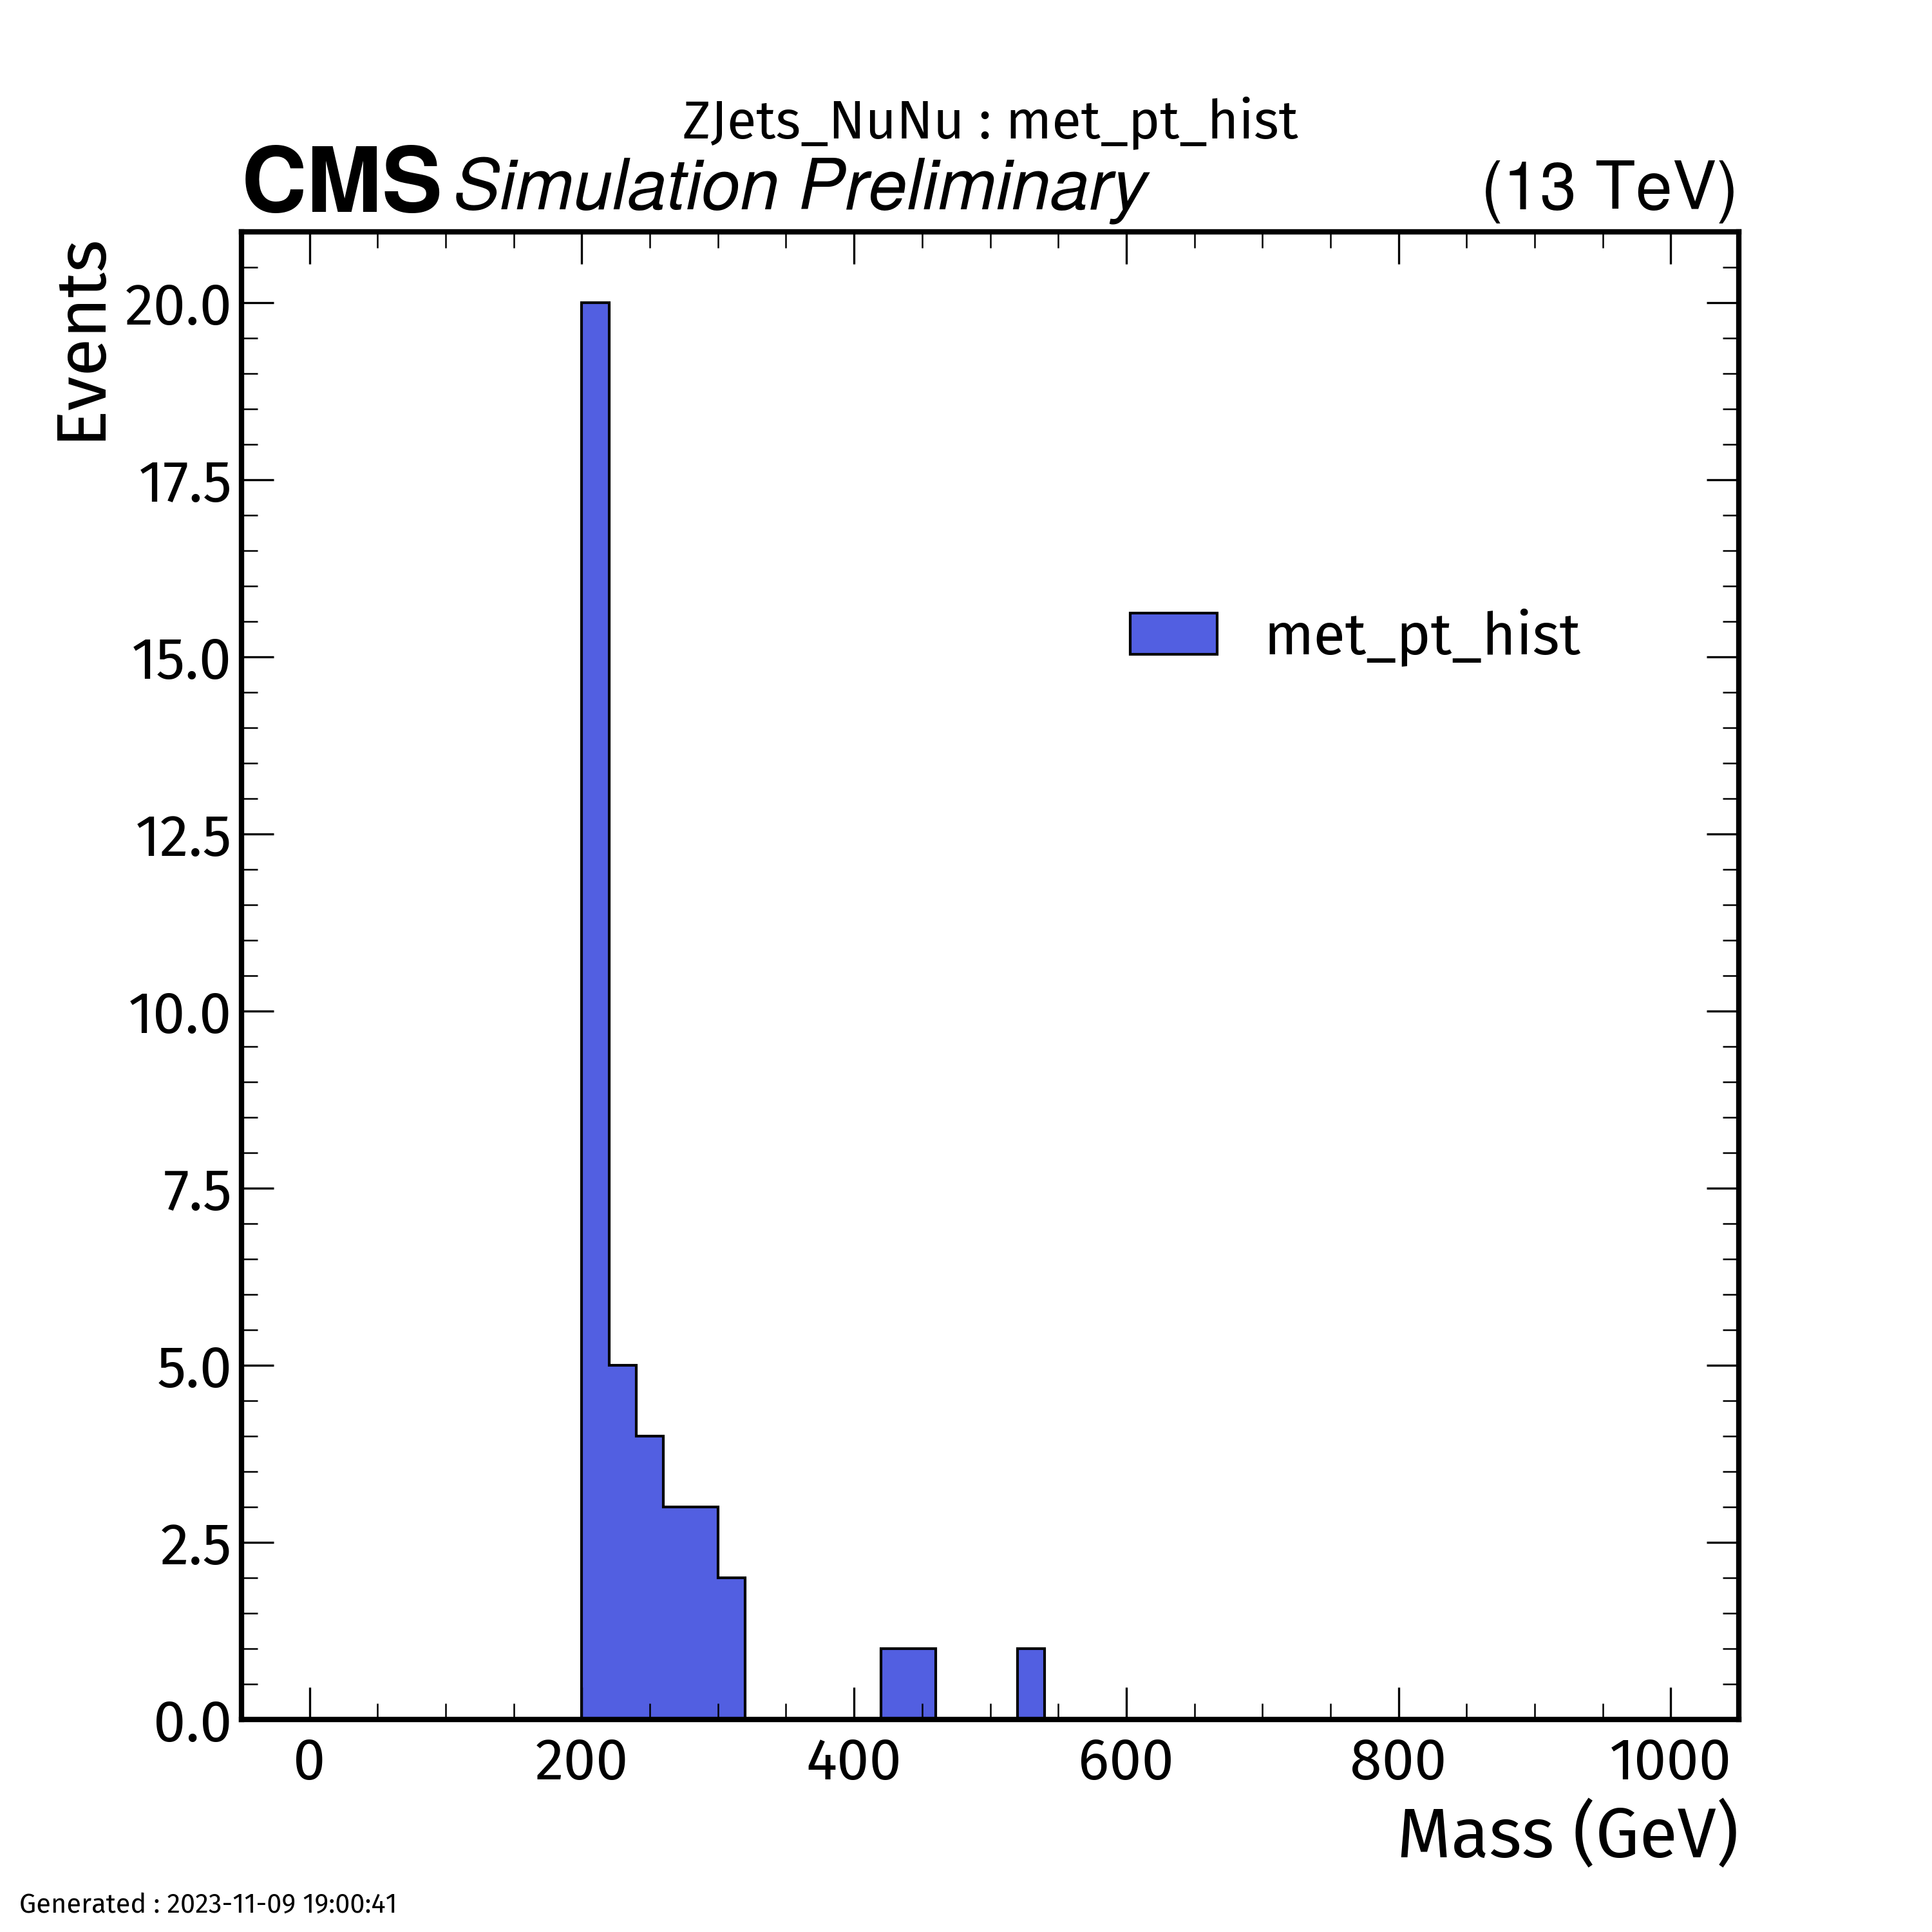 ZJets_NuNu : met_pt_hist
CMS Simulation Preliminary (13 TeV)
Events
20.0
17.5
15.0
12.5
10.0
7.5
5.0
2.5
0.0
met_pt_hist
0 200 400 600 800 1000
Mass (GeV)
Generated : 2023-11-09 19:00:41